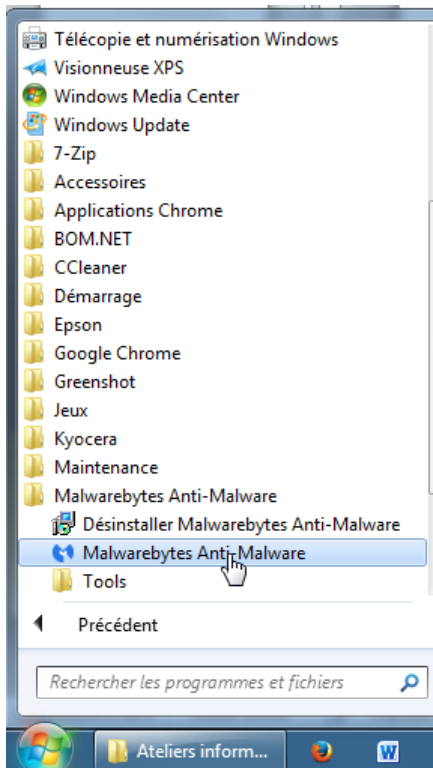 Télécopie et numérisation Windows
Visionneuse XPS
Windows Media Center
Windows Update
7-Zip
Accessoires
Applications Chrome
BOM.NET
CCleaner
Démarrage
Epson
Google Chrome
Greenshot
Jeux
Kyocera
Maintenance
Malwarebytes Anti-Malware
Désinstaller Malwarebytes Anti-Malware
Malwarebytes Anti-Malware
Tools
Précédent
Rechercher les programmes et fichiers
Ateliers inform...
W